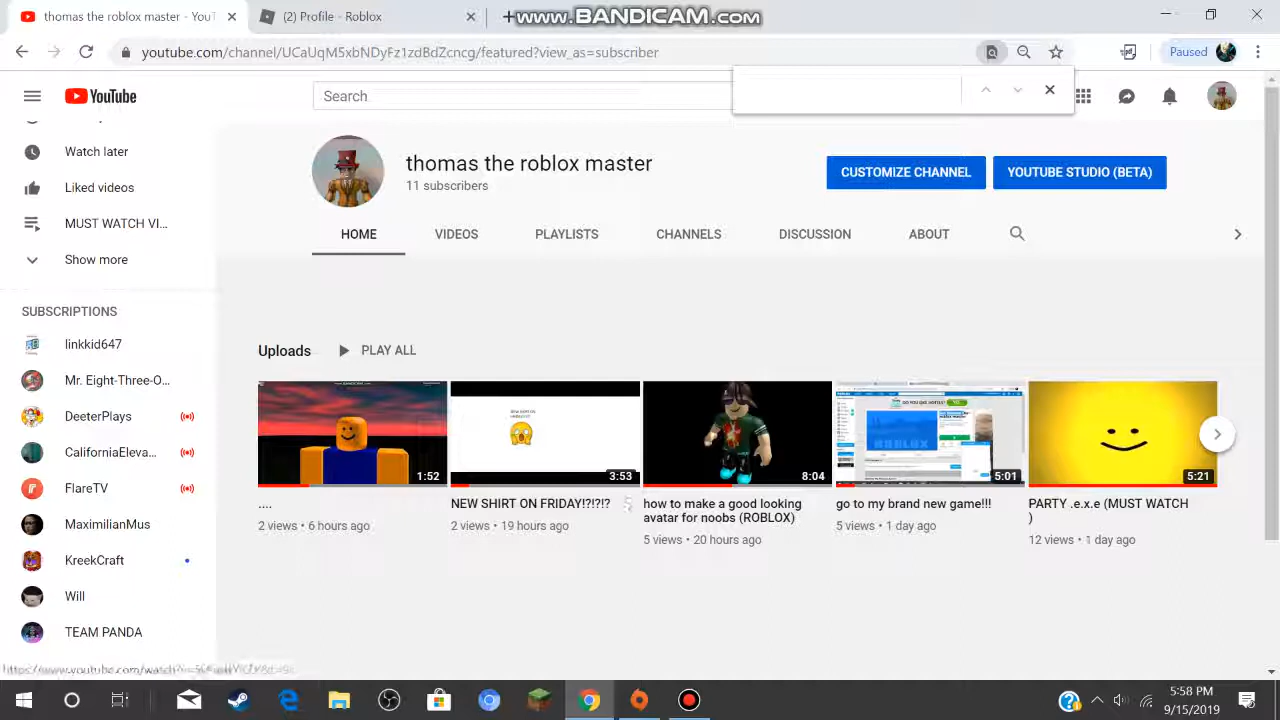 thomas the roblox master - YouT
(2) Profile - Roblox
www.BANDICAM.com
youtube.com/channel/UCaUqM5xbNDyFz1zdBdZcncg/featured?view_as=subscriber
Paused
YouTube
Search
Watch later
Liked videos
MUST WATCH VI...
Show more
SUBSCRIPTIONS
linkkid647
Mr. Eight-Three-O...
DeeterPlays
CaliforniaEleva...
FlareTV
MaximilianMus
KreekCraft
Will
TEAM PANDA
thomas the roblox master
11 subscribers
CUSTOMIZE CHANNEL
YOUTUBE STUDIO (BETA)
HOME
VIDEOS
PLAYLISTS
CHANNELS
DISCUSSION
ABOUT
Uploads
PLAY ALL
1:52
3:53
8:04
5:01
5:21
....
2 views • 6 hours ago
NEW SHIRT ON FRIDAY!?!?!?
2 views • 19 hours ago
how to make a good looking
avatar for noobs (ROBLOX)
5 views • 20 hours ago
go to my brand new game!!!
5 views • 1 day ago
PARTY .e.x.e (MUST WATCH
)
12 views • 1 day ago
5:58 PM
9/15/2019